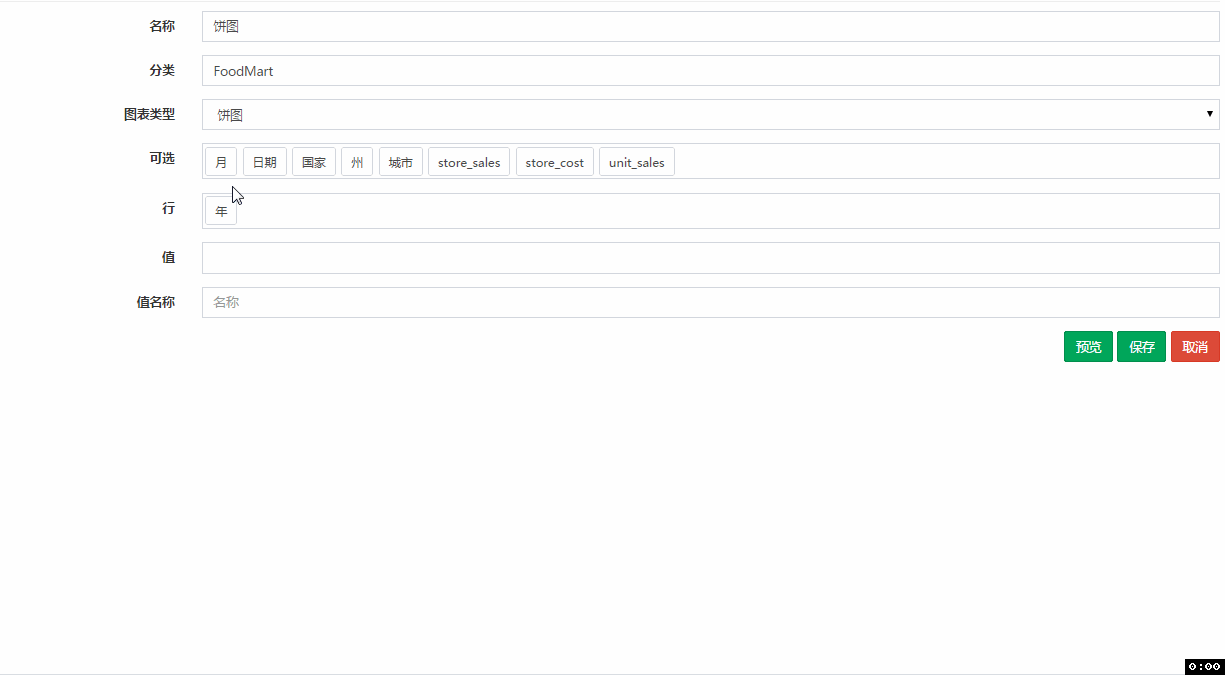 名称 饼图
分类 FoodMart
图表类型 饼图
可选 月 日期 国家 州 城市 store_sales store_cost unit_sales
行 年
值
值名称 名称
预览 保存 取消
0:00